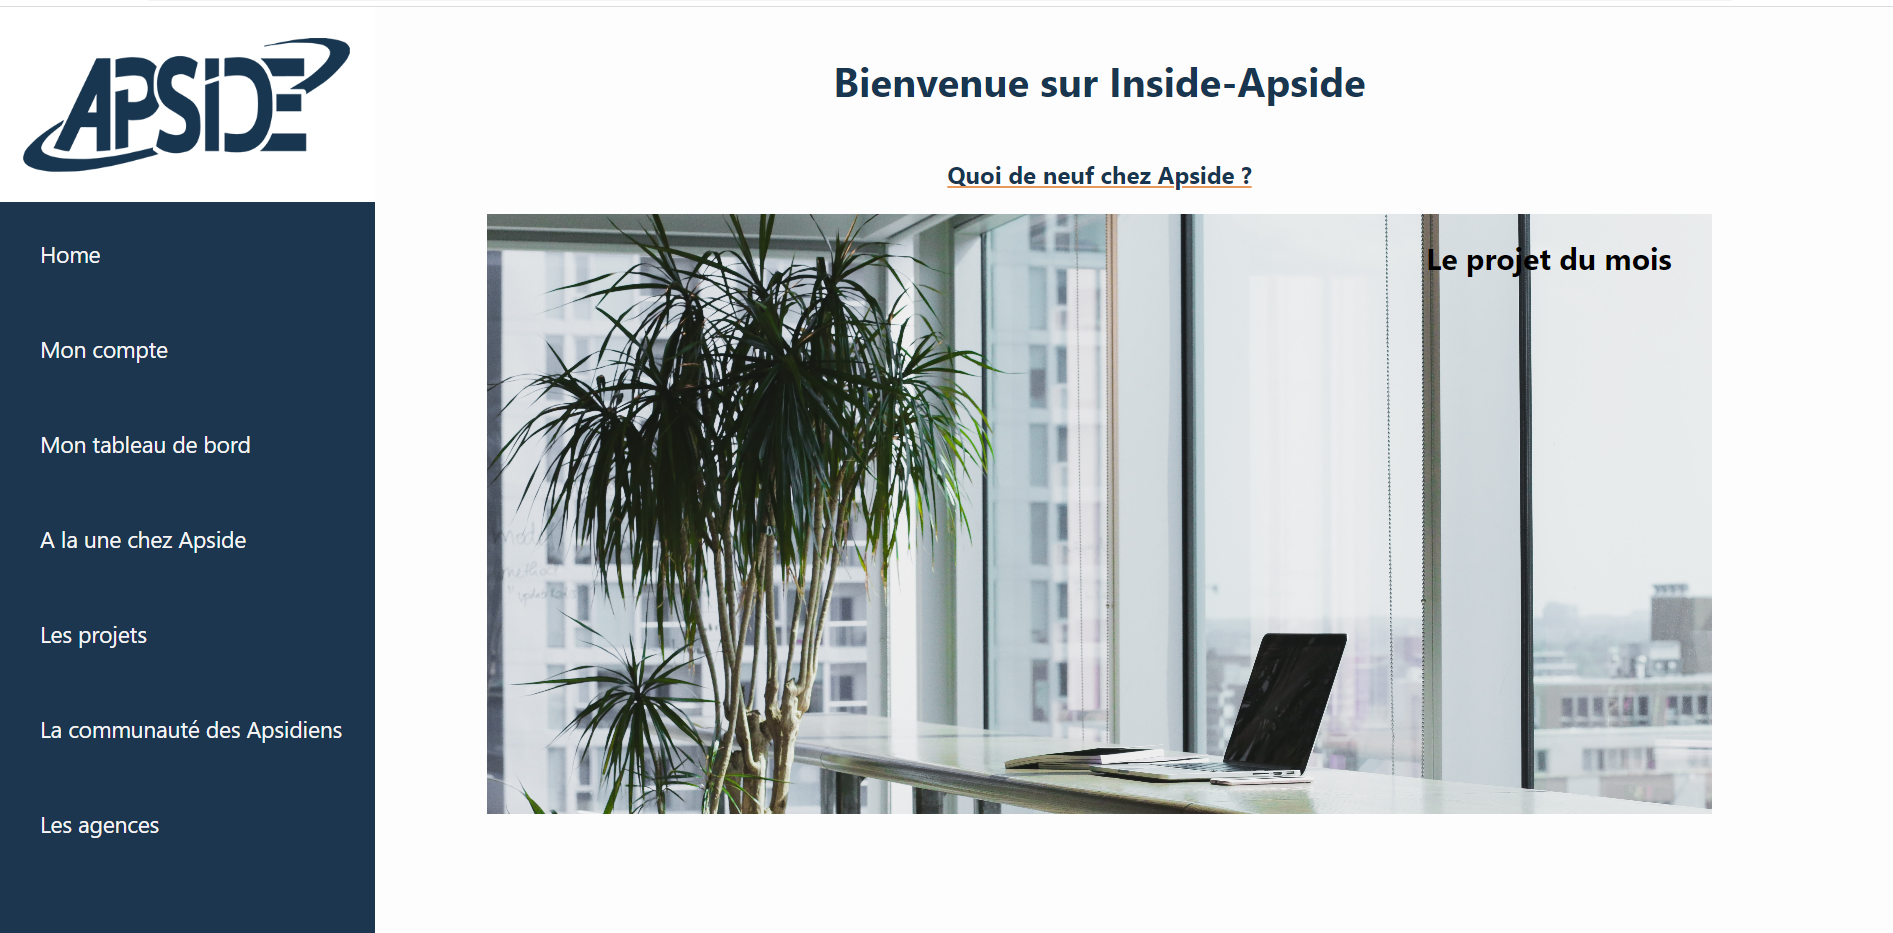 APSIDE
Bienvenue sur Inside-Apside
Quoi de neuf chez Apside ?
Le projet du mois
Home
Mon compte
Mon tableau de bord
A la une chez Apside
Les projets
La communauté des Apsidiens
Les agences
method